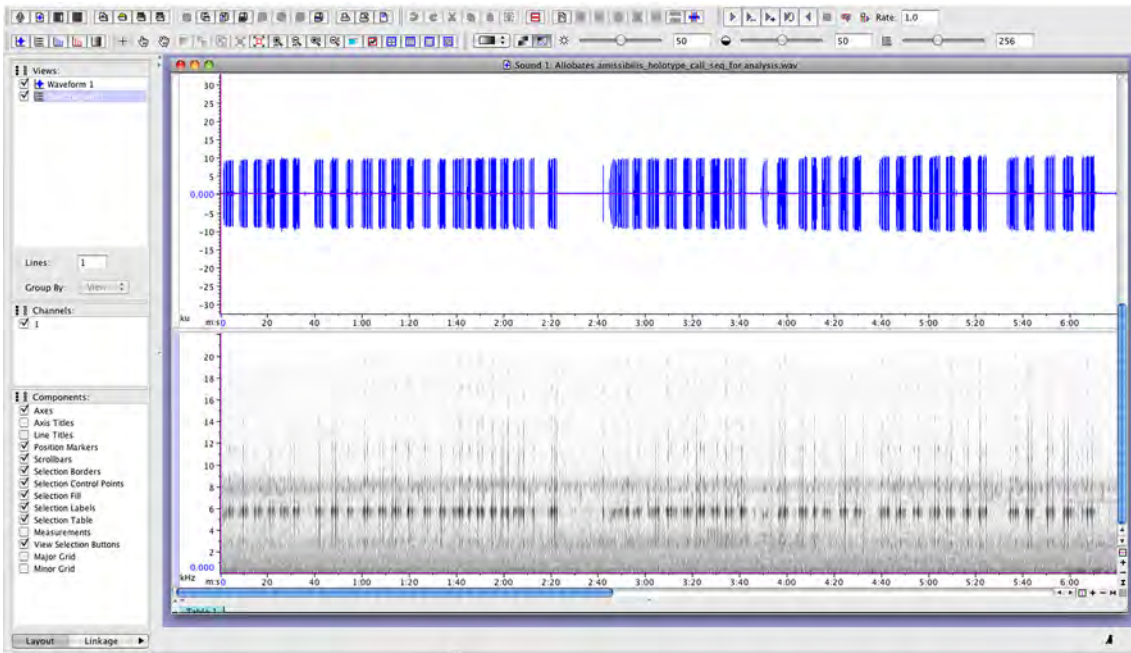 Rate: 1.0
50 50 256
Views:
Waveform 1
Lines: 1
Group By: View
Channels:
1
Components:
Axes
Axis Titles
Line Titles
Position Markers
Scrollbars
Selection Borders
Selection Control Points
Selection Fill
Selection Labels
Selection Table
Measurements
View Selection Buttons
Major Grid
Minor Grid
Layout Linkage
Sound 1: Allobates amissibilis_holotype_call_seq_for analysis.wav
30
25
20
15
10
5
0.000
-5
-10
-15
-20
-25
-30
ku
m:s0 20 40 1:00 1:20 1:40 2:00 2:20 2:40 3:00 3:20 3:40 4:00 4:20 4:40 5:00 5:20 5:40 6:00
20
16
14
12
10
8
6
4
2
0.000
kHz
m:s0 20 40 1:00 1:20 1:40 2:00 2:20 2:40 3:00 3:20 3:40 4:00 4:20 4:40 5:00 5:20 5:40 6:00
Table 1